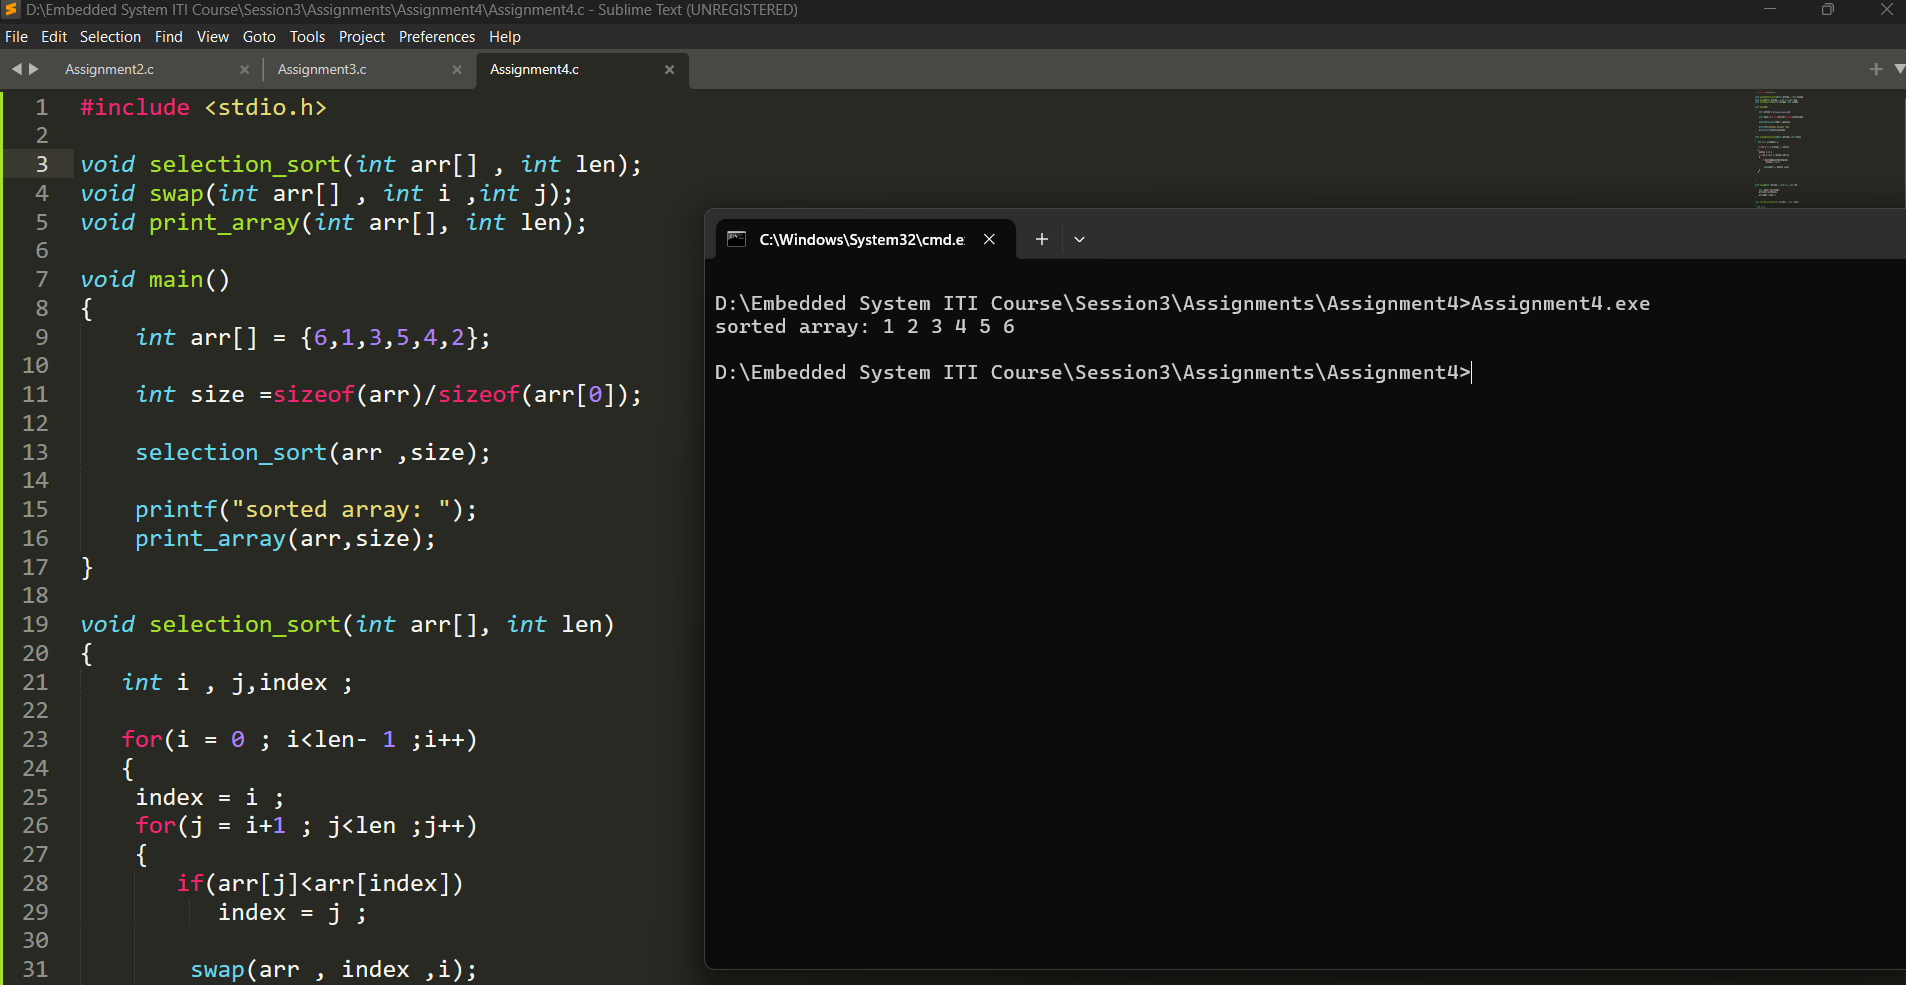 D:\Embedded System ITI Course\Session3\Assignments\Assignment4\Assignment4.c - Sublime Text (UNREGISTERED)
File Edit Selection Find View Goto Tools Project Preferences Help
Assignment2.c Assignment3.c Assignment4.c
1 #include <stdio.h>
2
3 void selection_sort(int arr[] , int len);
4 void swap(int arr[] , int i ,int j);
5 void print_array(int arr[], int len);
6
7 void main()
8 {
9 int arr[] = {6,1,3,5,4,2};
10
11 int size =sizeof(arr)/sizeof(arr[0]);
12
13 selection_sort(arr ,size);
14
15 printf("sorted array: ");
16 print_array(arr,size);
17 }
18
19 void selection_sort(int arr[], int len)
20 {
21 int i , j,index ;
22
23 for(i = 0 ; i<len- 1 ;i++)
24 {
25 index = i ;
26 for(j = i+1 ; j<len ;j++)
27 {
28 if(arr[j]<arr[index])
29 index = j ;
30
31 swap(arr , index ,i);
C:\Windows\System32\cmd.e
D:\Embedded System ITI Course\Session3\Assignments\Assignment4>Assignment4.exe
sorted array: 1 2 3 4 5 6
D:\Embedded System ITI Course\Session3\Assignments\Assignment4>